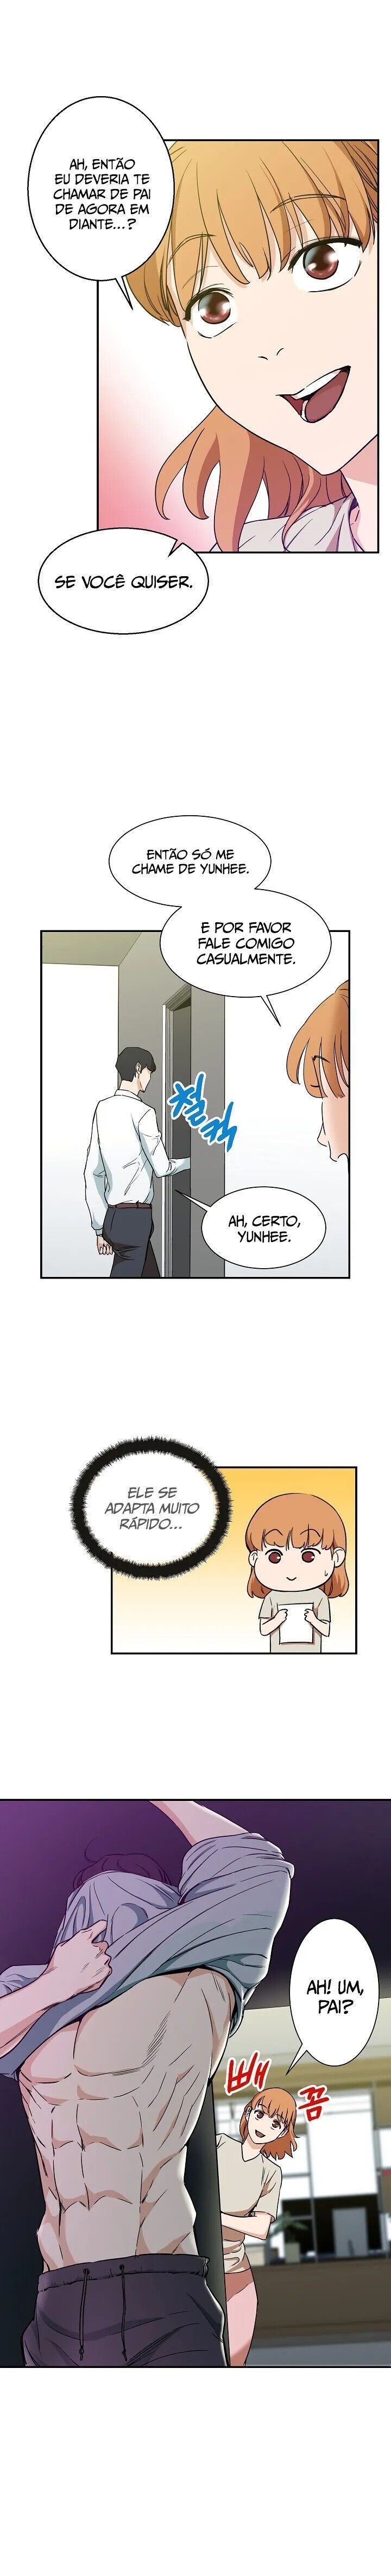 AH, ENTÃO
EU DEVERIA TE
CHAMAR DE PAI
DE AGORA EM
DIANTE...?
SE VOCÊ QUISER.
ENTÃO SÓ ME
CHAME DE YUNHEE.
E POR FAVOR
FALE COMIGO
CASUALMENTE.
철컥
AH, CERTO,
YUNHEE.
ELE SE
ADAPTA MUITO
RÁPIDO...
AH! UM,
PAI?
빼
꼼